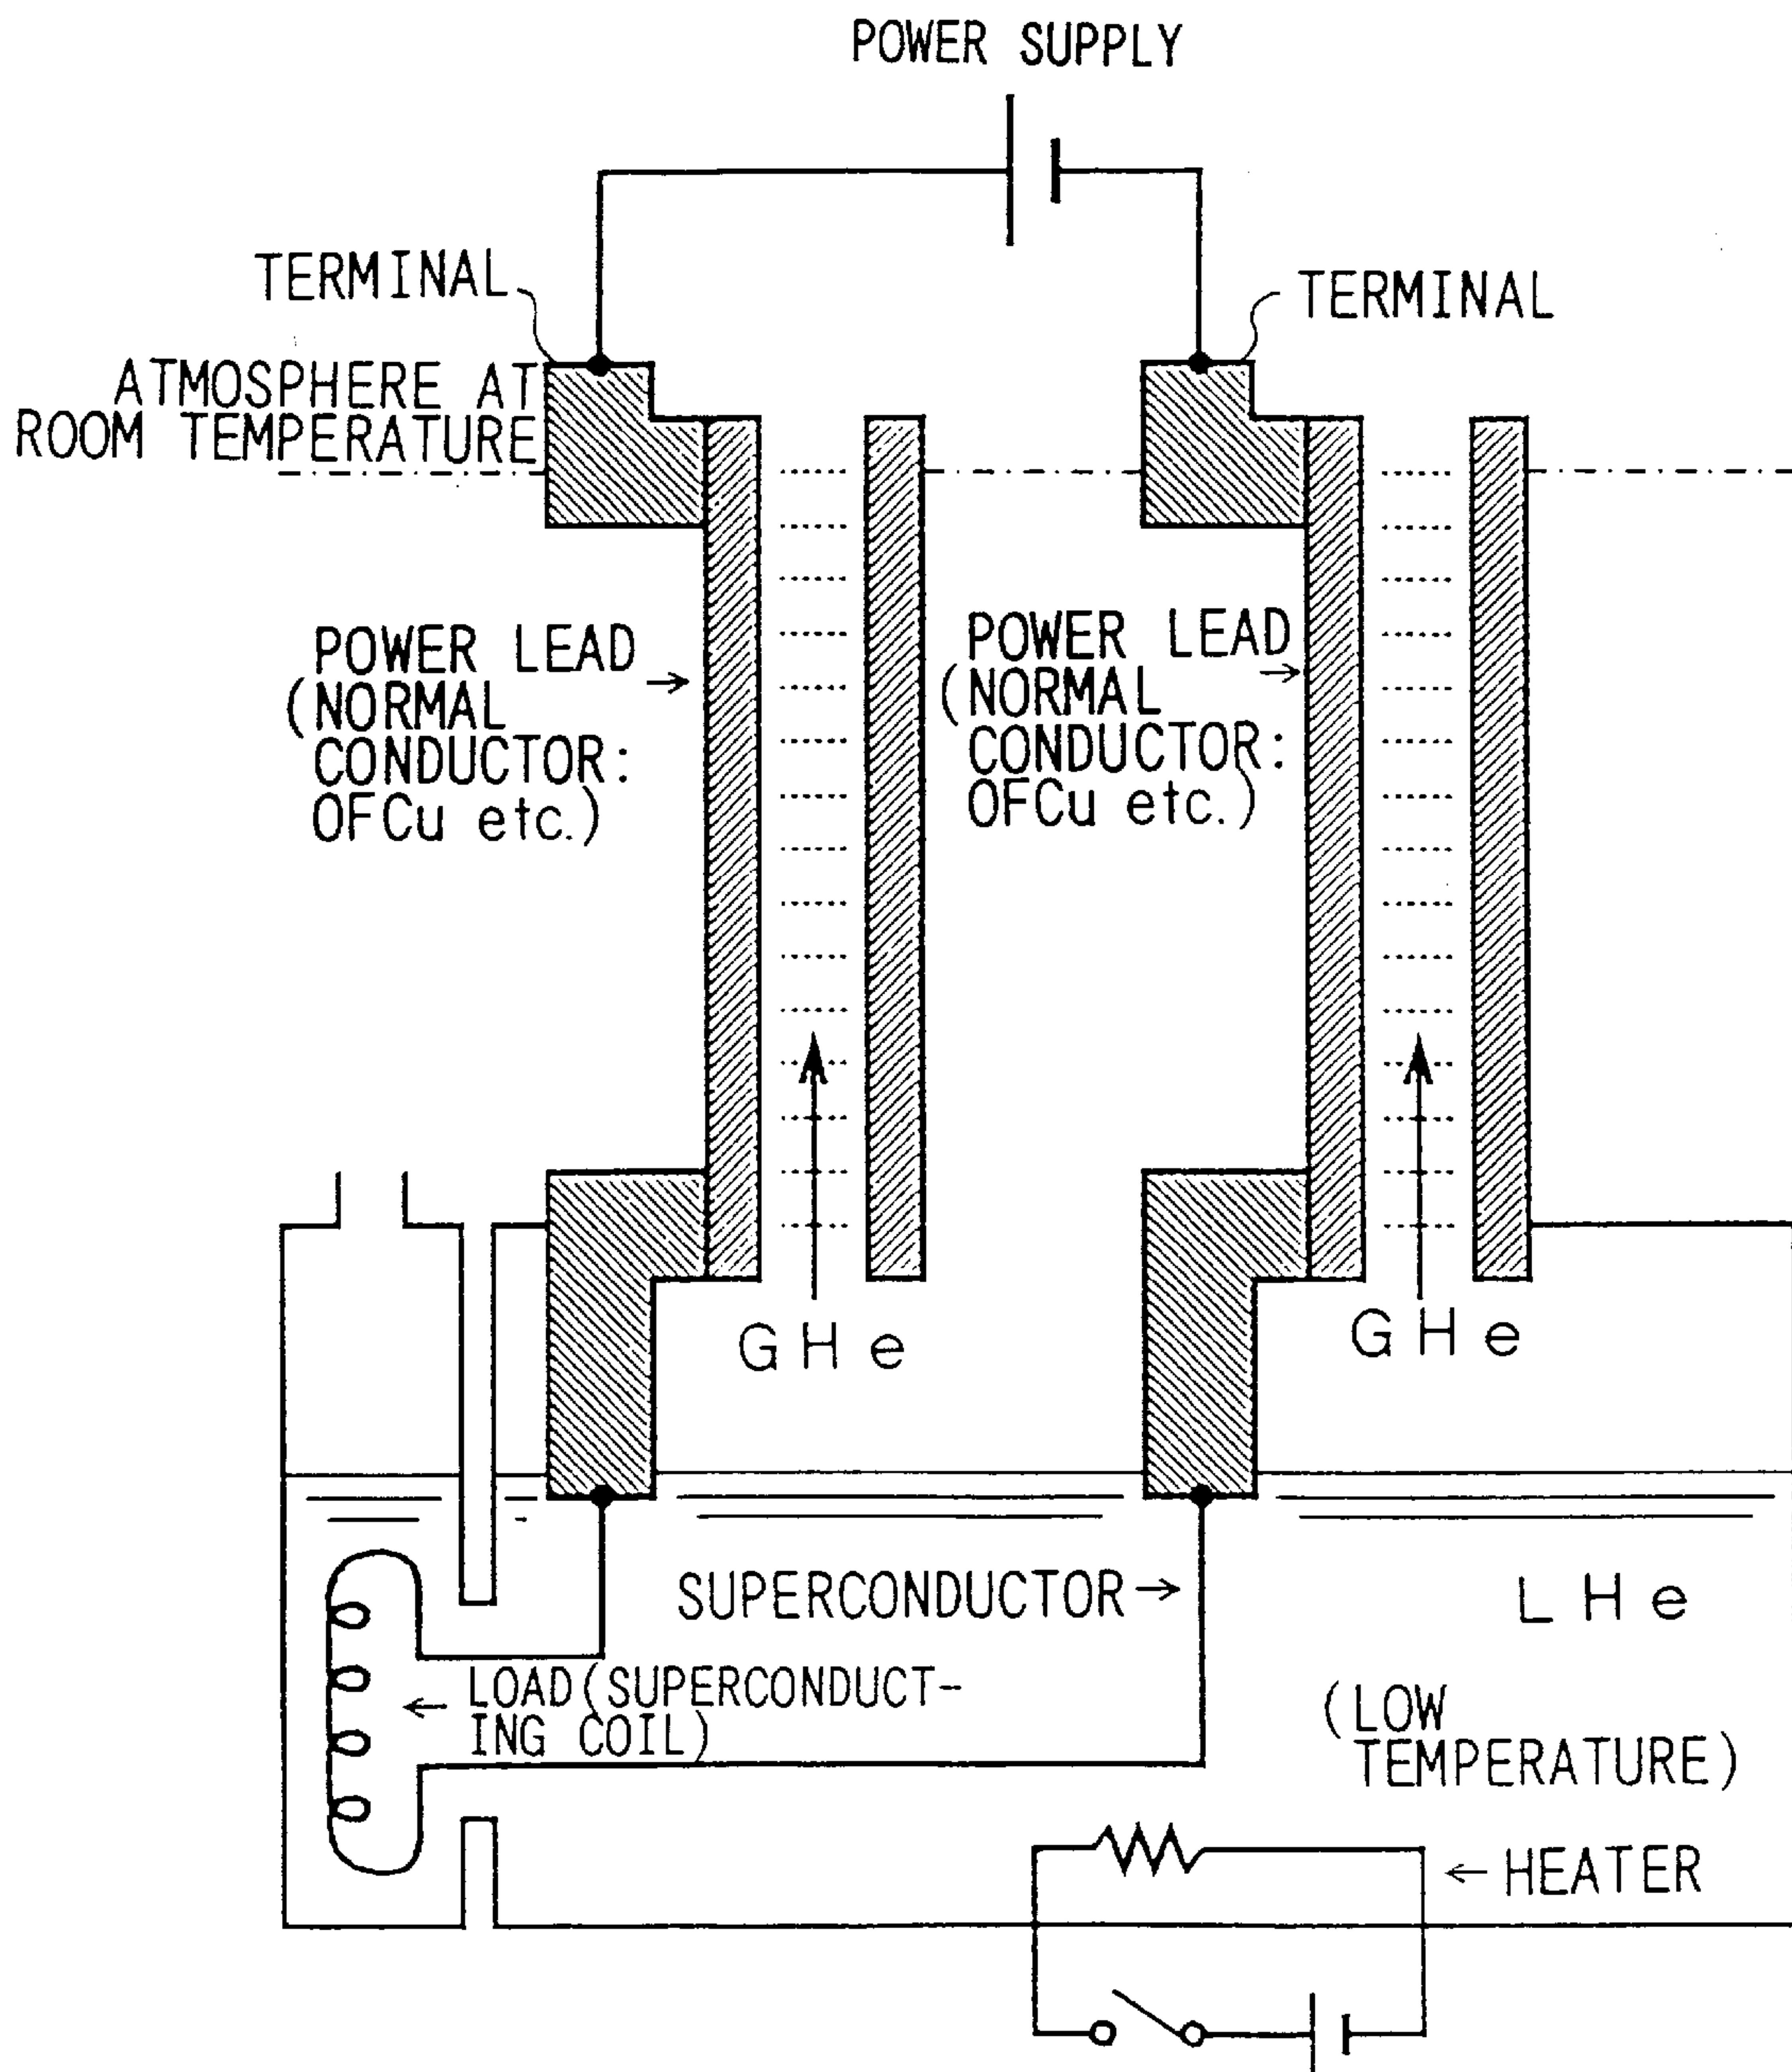 POWER SUPPLY
TERMINAL
TERMINAL
ATMOSPHERE AT
ROOM TEMPERATURE
POWER LEAD
(NORMAL
CONDUCTOR:
OFCu etc.)
POWER LEAD
(NORMAL
CONDUCTOR:
OFCu etc.)
GHe
GHe
SUPERCONDUCTOR
LHe
LOAD(SUPERCONDUCT-
ING COIL)
(LOW
TEMPERATURE)
HEATER